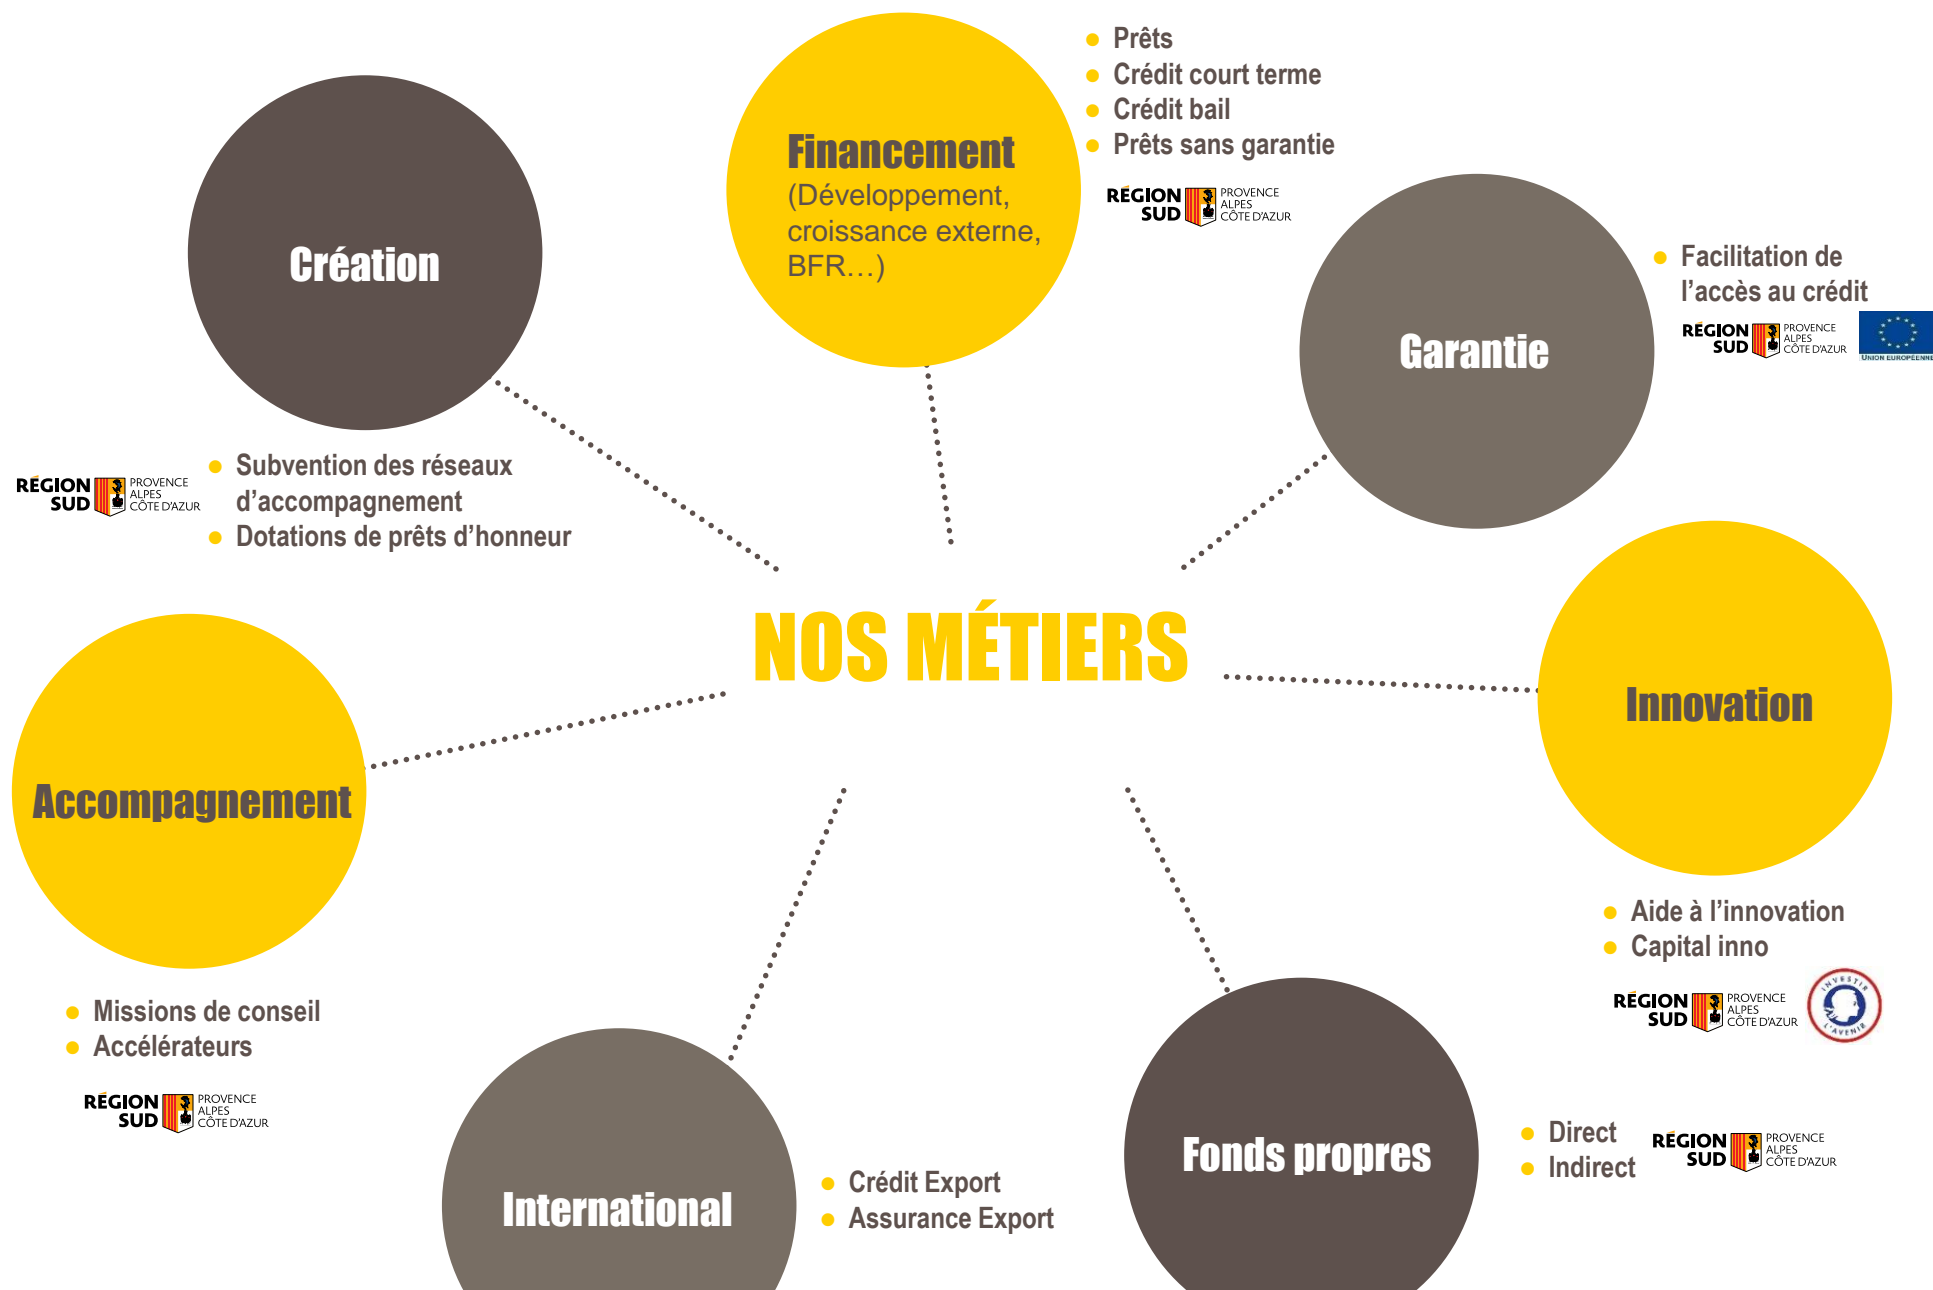 Prêts
Crédit court terme
Crédit bail
Prêts sans garantie
Financement
(Développement,
croissance externe,
BFR…)
RÉGION
SUD
PROVENCE
ALPES
CÔTE D'AZUR
Création
Garantie
Facilitation de
l’accès au crédit
RÉGION
SUD
PROVENCE
ALPES
CÔTE D'AZUR
UNION EUROPÉENNE
RÉGION
SUD
PROVENCE
ALPES
CÔTE D'AZUR
Subvention des réseaux
d’accompagnement
Dotations de prêts d’honneur
NOS MÉTIERS
Innovation
Accompagnement
Aide à l’innovation
Capital inno
RÉGION
SUD
PROVENCE
ALPES
CÔTE D'AZUR
INVESTIR
L'AVENIR
Missions de conseil
Accélérateurs
RÉGION
SUD
PROVENCE
ALPES
CÔTE D'AZUR
Fonds propres
Direct
Indirect
RÉGION
SUD
PROVENCE
ALPES
CÔTE D'AZUR
International
Crédit Export
Assurance Export